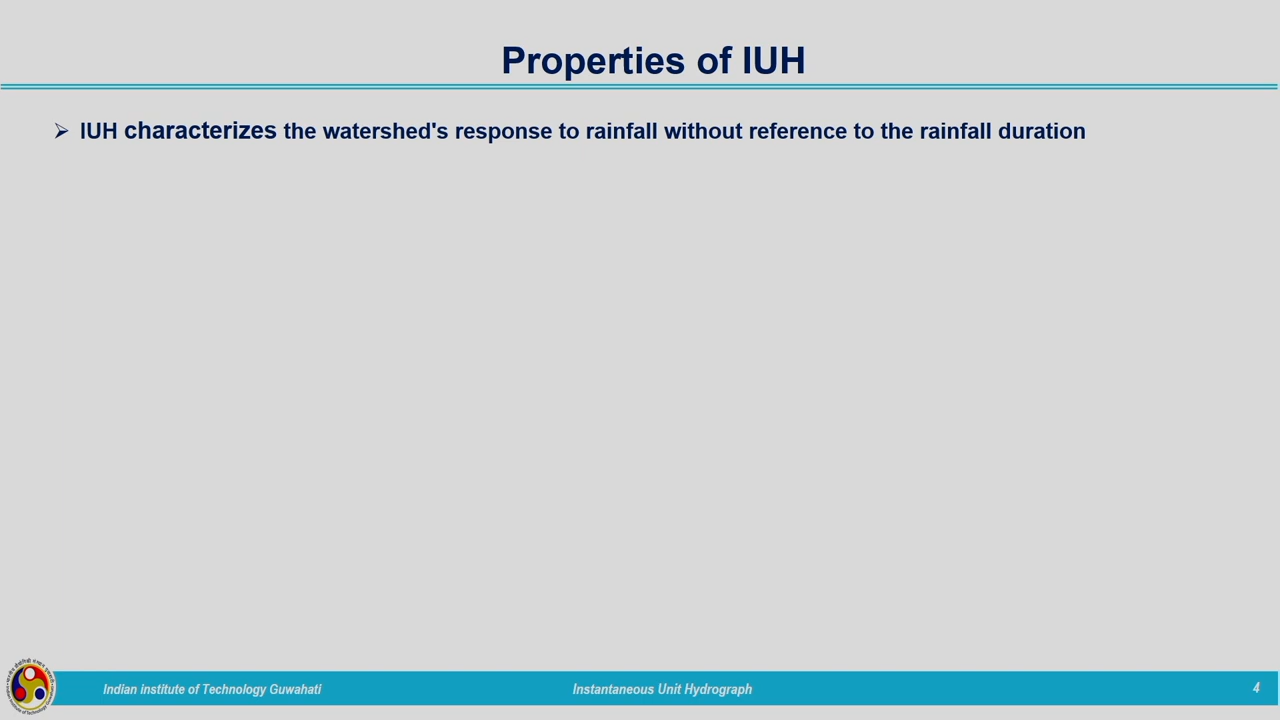 Properties of IUH
➢ IUH characterizes the watershed's response to rainfall without reference to the rainfall duration
Indian institute of Technology Guwahati
Instantaneous Unit Hydrograph
4